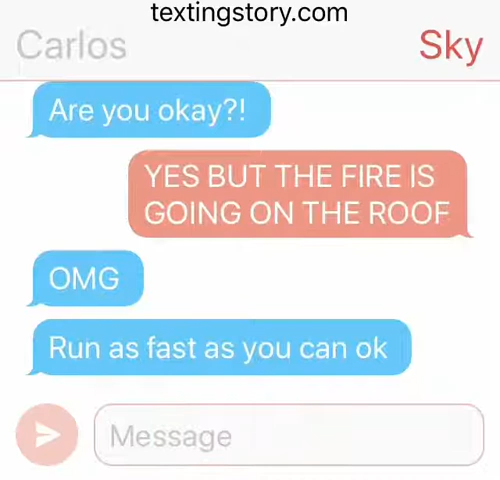 textingstory.com
Carlos
Sky
Are you okay?!
YES BUT THE FIRE IS
GOING ON THE ROOF
OMG
Run as fast as you can ok
Message